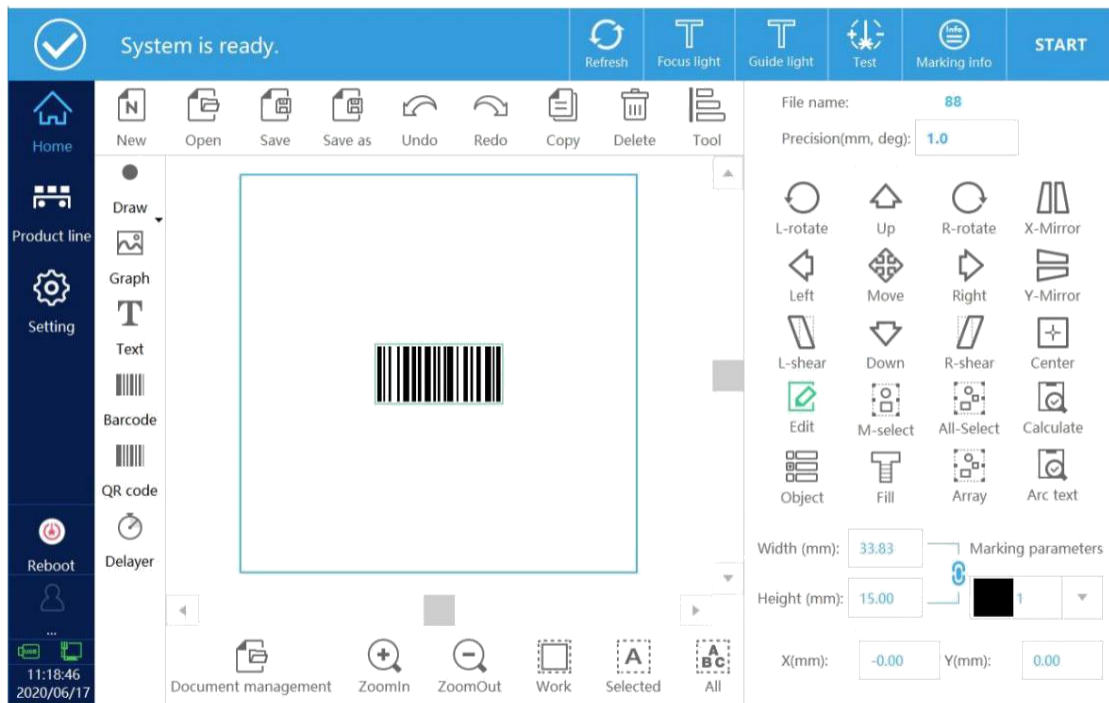 System is ready.
Refresh
Focus light
Guide light
Test
Info
Marking info
START
Home
Product line
Setting
Reboot
...
USB
11:18:46
2020/06/17
N
New
Open
Save
Save as
Undo
Redo
Copy
Delete
Tool
Draw
Graph
T
Text
Barcode
QR code
Delayer
Document management
ZoomIn
ZoomOut
Work
A
Selected
A
B C
All
File name: 88
Precision(mm, deg): 1.0
L-rotate Up R-rotate X-Mirror
Left Move Right Y-Mirror
L-shear Down R-shear Center
Edit M-select All-Select Calculate
Object Fill Array Arc text
Width (mm): 33.83 Marking parameters
Height (mm): 15.00 1
X(mm): -0.00 Y(mm): 0.00